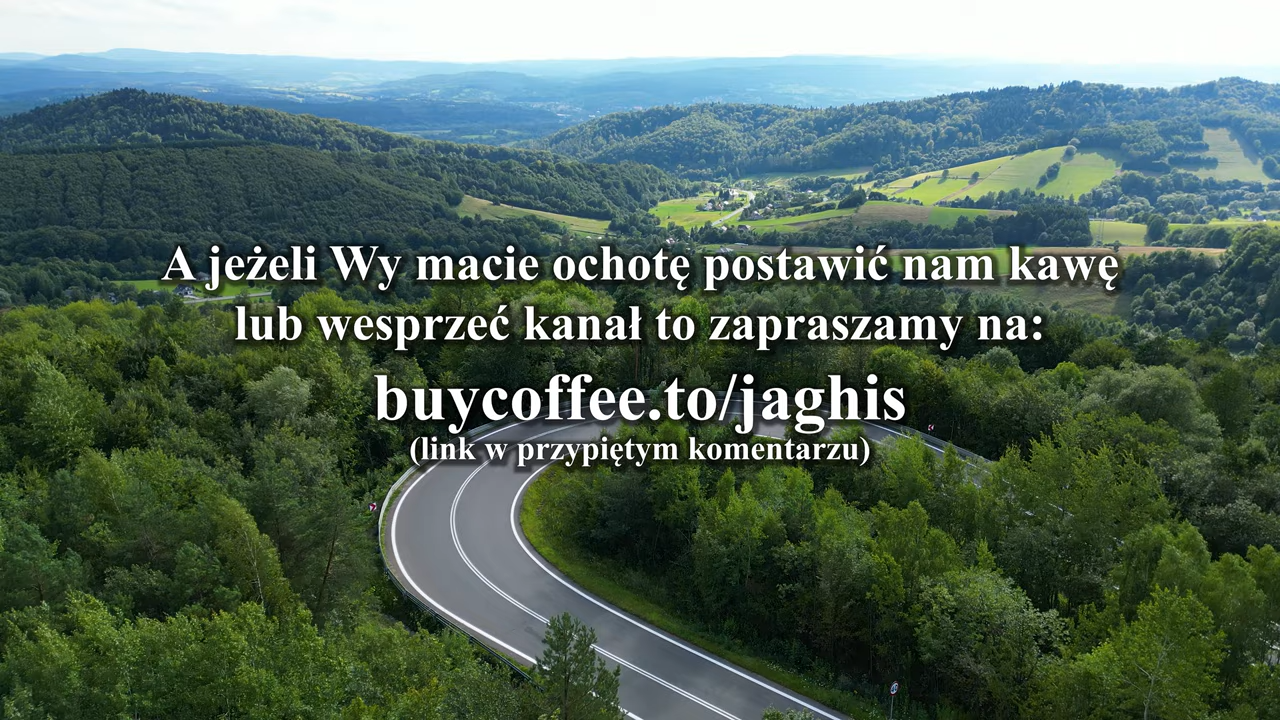 A jeżeli Wy macie ochotę postawić nam kawę
lub wesprzeć kanał to zapraszamy na:
buycoffee.to/jaghis
(link w przypiętym komentarzu)